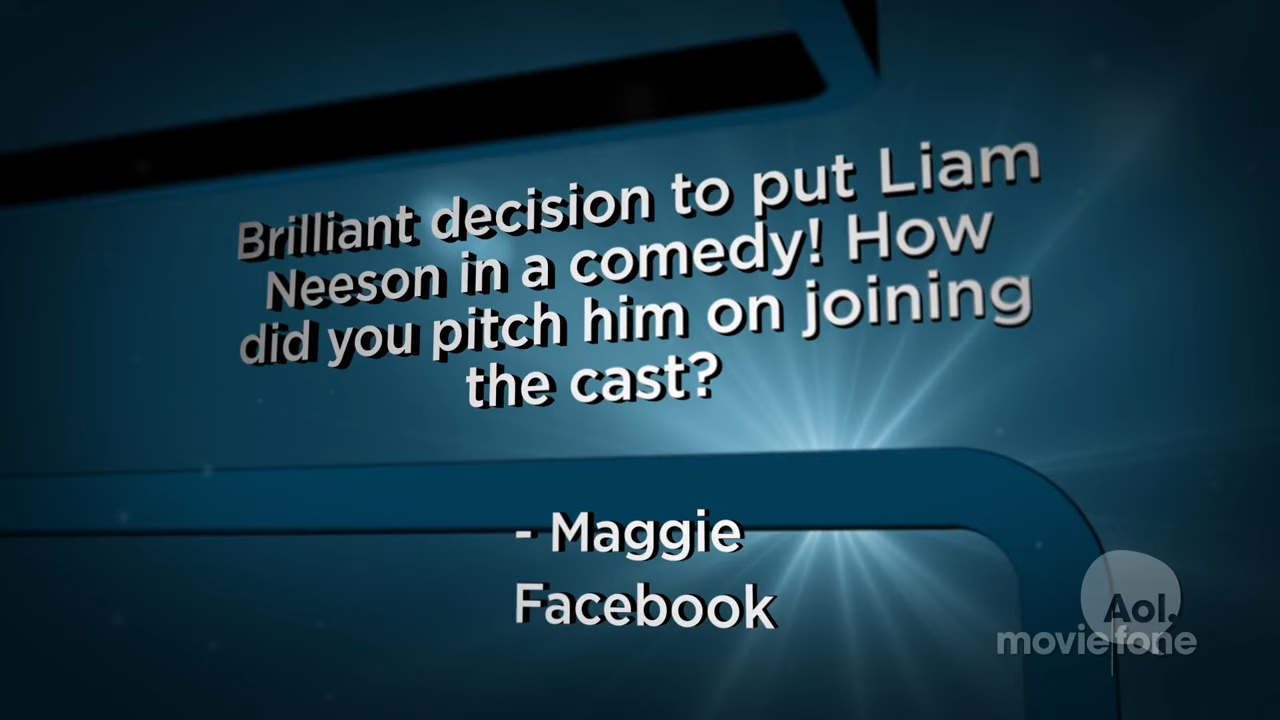 Brilliant decision to put Liam
Neeson in a comedy! How
did you pitch him on joining
the cast?
- Maggie
Facebook
Aol.
moviefone